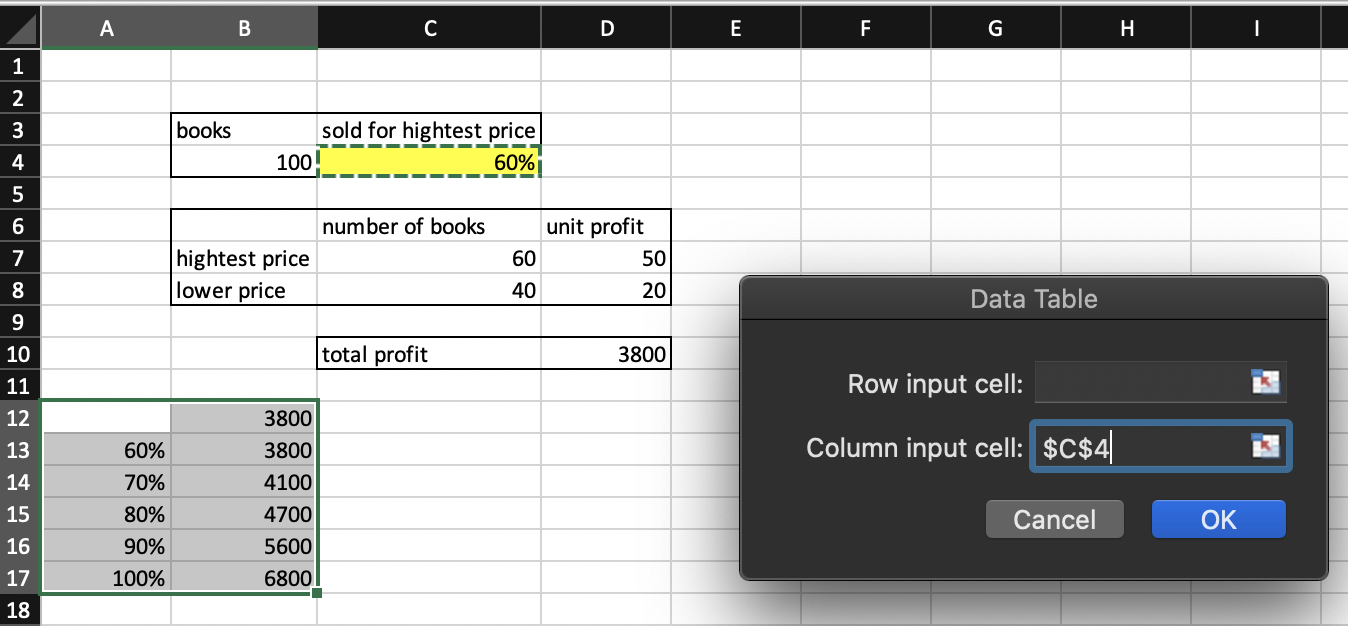 A B C D E F G H I
1
2
3 books sold for hightest price
4 100 60%
5
6 number of books unit profit
7 hightest price 60 50
8 lower price 40 20
9
10 total profit 3800
11
12 3800
13 60% 3800
14 70% 4100
15 80% 4700
16 90% 5600
17 100% 6800
18
Data Table
Row input cell:
Column input cell: $C$4
Cancel OK